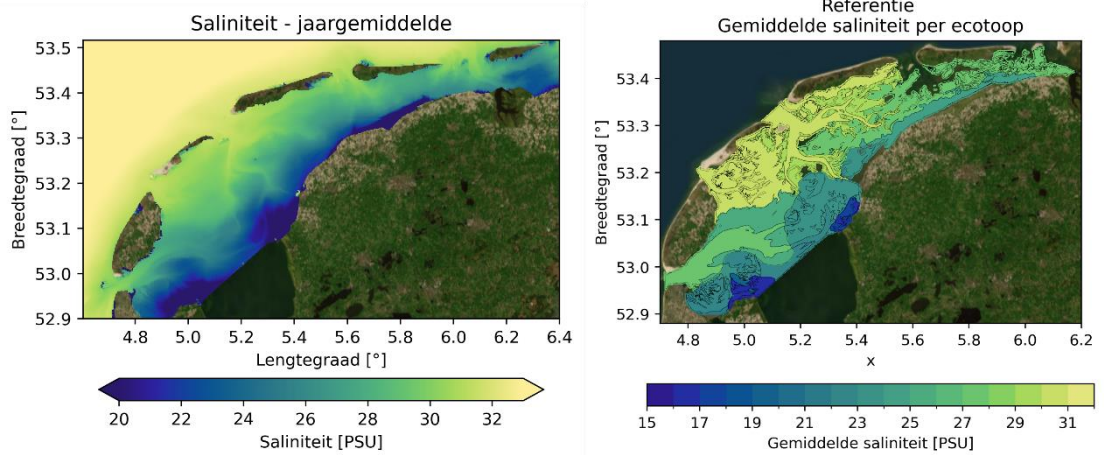 Saliniteit - jaargemiddelde
Breedtegraad [°]
53.5
53.4
53.3
53.2
53.1
53.0
52.9
4.8 5.0 5.2 5.4 5.6 5.8 6.0 6.2 6.4
Lengtegraad [°]
20 22 24 26 28 30 32
Saliniteit [PSU]
Referentie
Gemiddelde saliniteit per ecotoop
Breedtegraad [°]
53.4
53.3
53.2
53.1
53.0
52.9
4.8 5.0 5.2 5.4 5.6 5.8 6.0 6.2
x
15 17 19 21 23 25 27 29 31
Gemiddelde saliniteit [PSU]